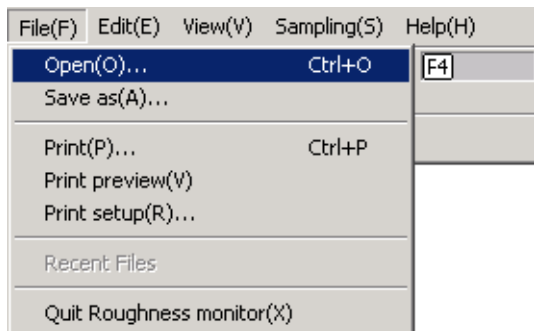 File(F) Edit(E) View(V) Sampling(S) Help(H)
Open(O)... Ctrl+O F4
Save as(A)...
Print(P)... Ctrl+P
Print preview(V)
Print setup(R)...
Recent Files
Quit Roughness monitor(X)